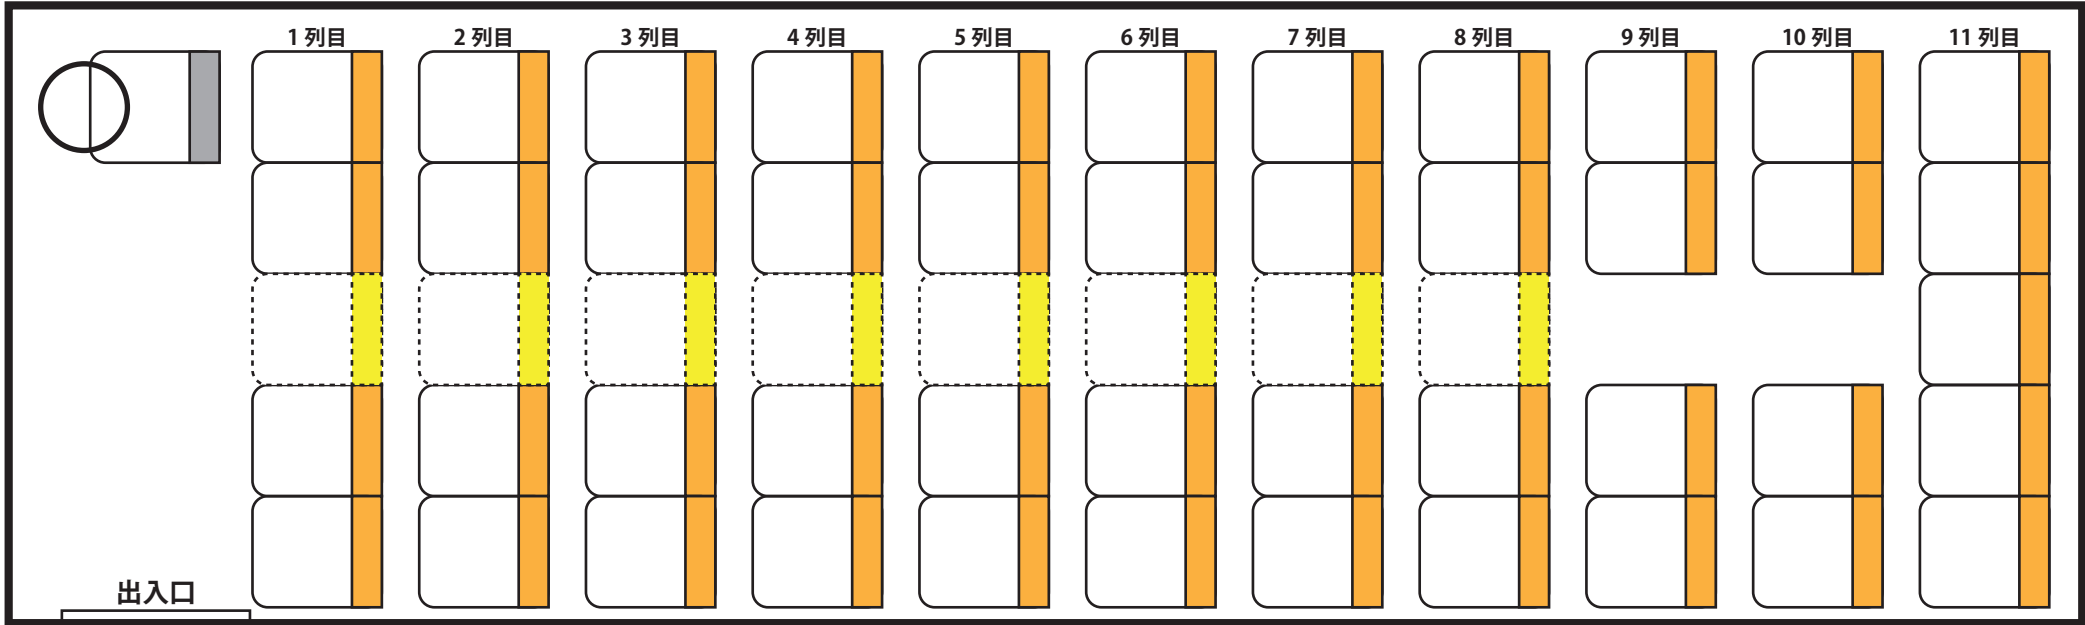 1 列目 2 列目 3 列目 4 列目 5 列目 6 列目 7 列目 8 列目 9 列目 10 列目 11 列目
出入口